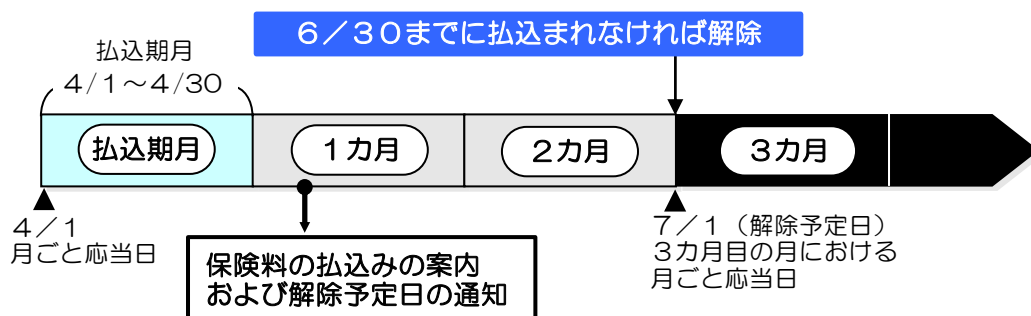 ６／３０までに払込まれなければ解除
払込期月
４/１～４/３０
払込期月
１カ月
２カ月
３カ月
４／１
月ごと応当日
７／１（解除予定日）
３カ月目の月における
月ごと応当日
保険料の払込みの案内
および解除予定日の通知